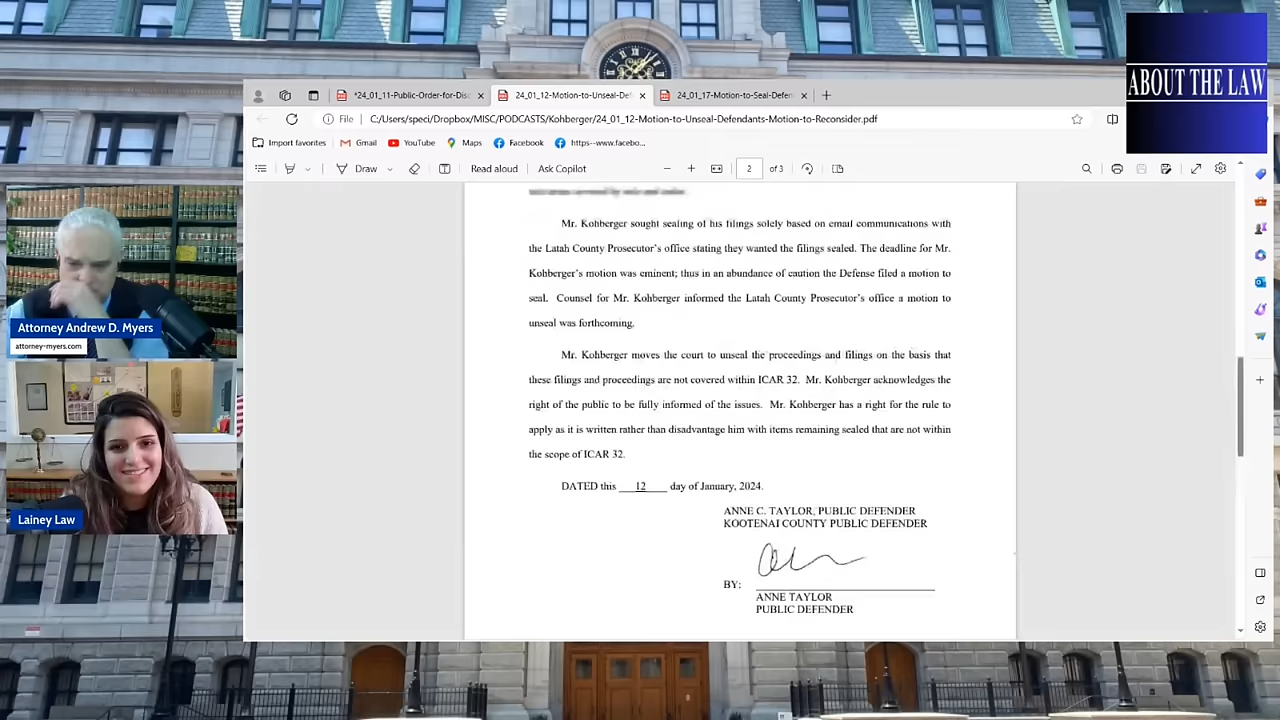 ABOUT THE LAW
*24_01_11-Public-Order-for-Disc
24_01_12-Motion-to-Unseal-Def
24_01_17-Motion-to-Seal-Defen
File
C:/Users/speci/Dropbox/MISC/PODCASTS/Kohberger/24_01_12-Motion-to-Unseal-Defendants-Motion-to-Reconsider.pdf
Import favorites Gmail YouTube Maps Facebook https--www.facebo...
Draw Read aloud Ask Copilot 2 of 3
Mr. Kohberger sought sealing of his filings solely based on email communications with
the Latah County Prosecutor's office stating they wanted the filings sealed. The deadline for Mr.
Kohberger's motion was eminent; thus in an abundance of caution the Defense filed a motion to
seal. Counsel for Mr. Kohberger informed the Latah County Prosecutor's office a motion to
unseal was forthcoming.
Mr. Kohberger moves the court to unseal the proceedings and filings on the basis that
these filings and proceedings are not covered within ICAR 32. Mr. Kohberger acknowledges the
right of the public to be fully informed of the issues. Mr. Kohberger has a right for the rule to
apply as it is written rather than disadvantage him with items remaining sealed that are not within
the scope of ICAR 32.
DATED this 12 day of January, 2024.
ANNE C. TAYLOR, PUBLIC DEFENDER
KOOTENAI COUNTY PUBLIC DEFENDER
BY:
ANNE TAYLOR
PUBLIC DEFENDER
Attorney Andrew D. Myers
attorney-myers.com
Lainey Law